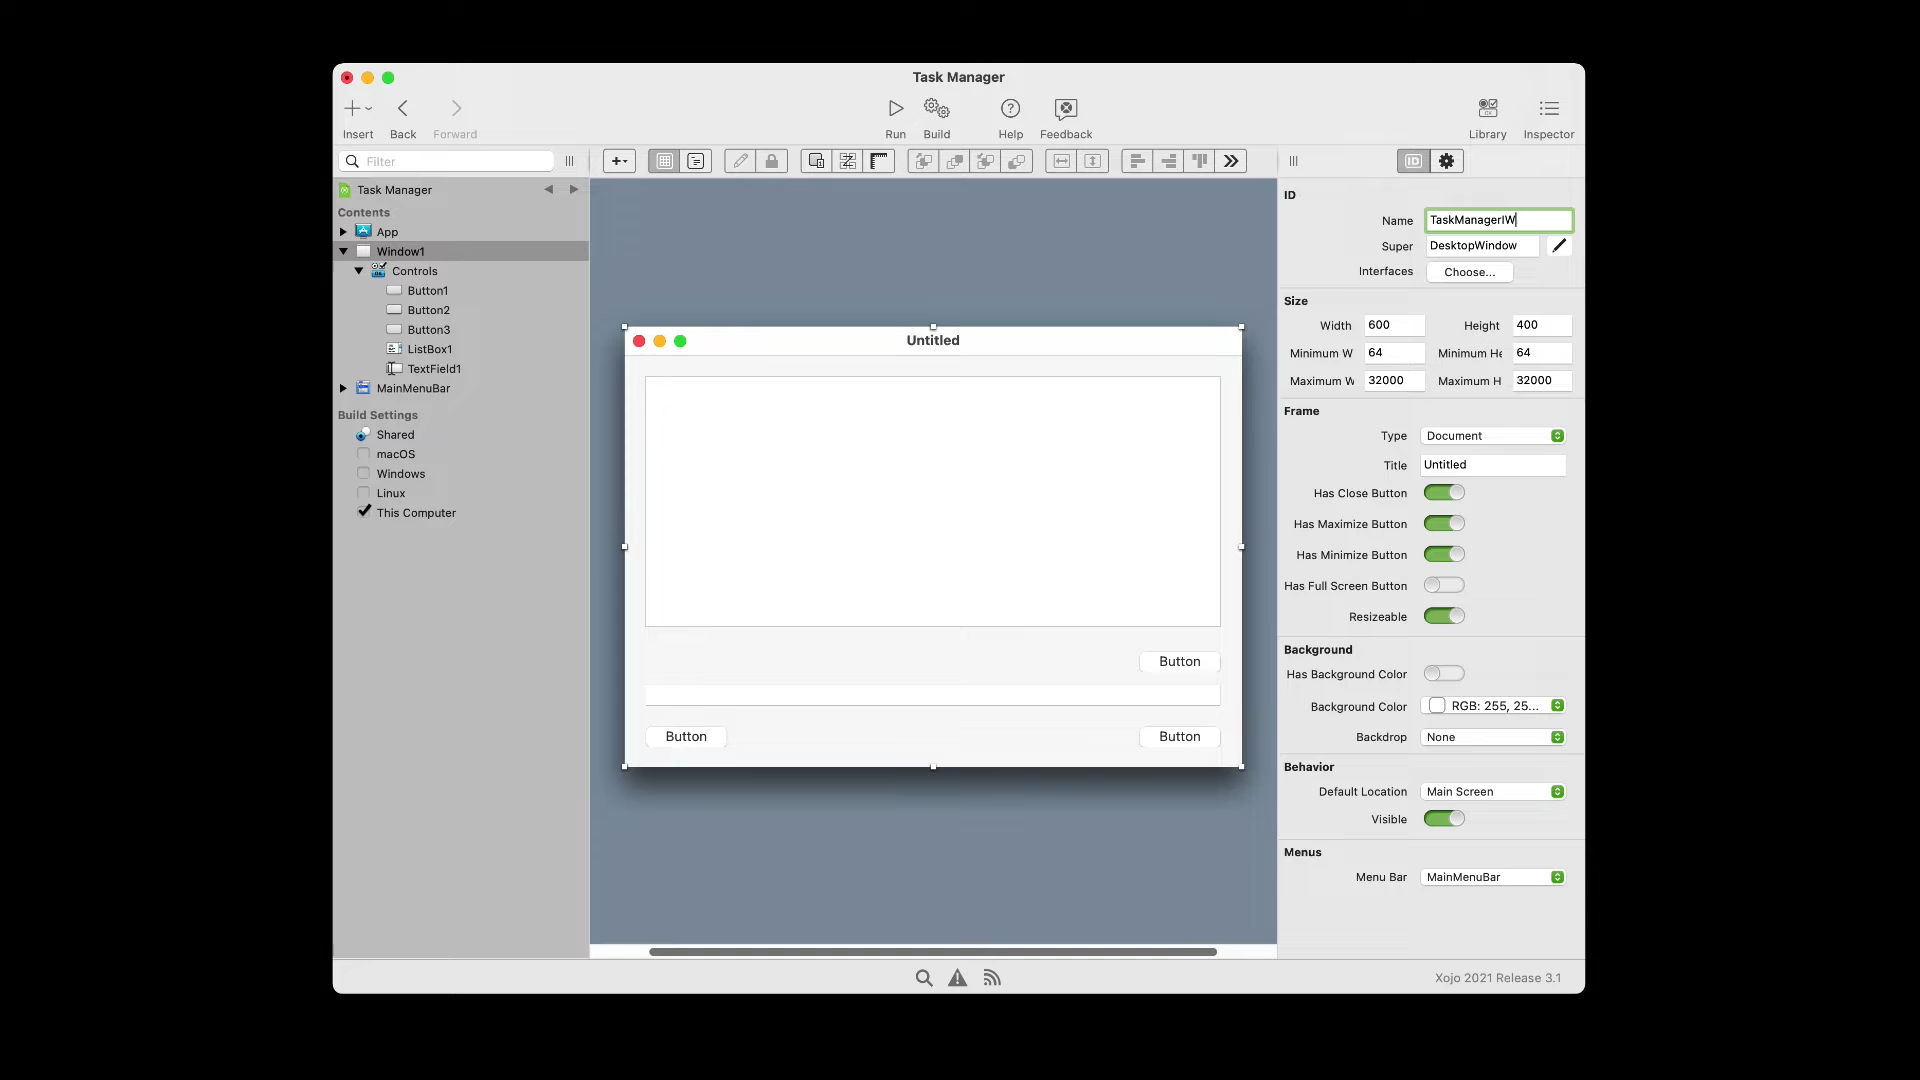 Task Manager
Insert
Back
Forward
Run
Build
Help
Feedback
Library
Inspector
Filter
ID
Task Manager
Contents
App
Window1
Controls
Button1
Button2
Button3
ListBox1
TextField1
MainMenuBar
Build Settings
Shared
macOS
Windows
Linux
This Computer
Untitled
Button
Button
Button
ID
Name TaskManagerIW
Super DesktopWindow
Interfaces Choose...
Size
Width 600 Height 400
Minimum W 64 Minimum He 64
Maximum W 32000 Maximum H 32000
Frame
Type Document
Title Untitled
Has Close Button
Has Maximize Button
Has Minimize Button
Has Full Screen Button
Resizeable
Background
Has Background Color
Background Color RGB: 255, 25...
Backdrop None
Behavior
Default Location Main Screen
Visible
Menus
Menu Bar MainMenuBar
Xojo 2021 Release 3.1